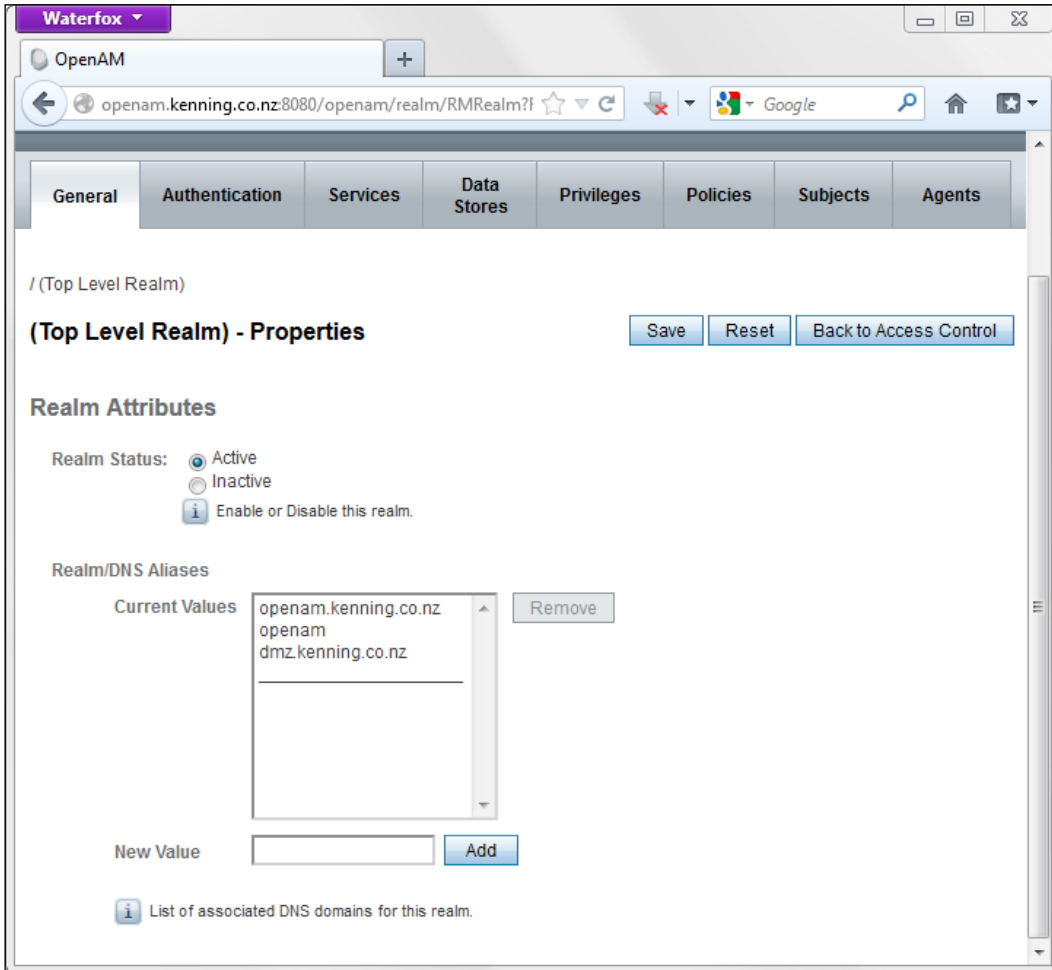 Waterfox
OpenAM
openam.kenning.co.nz:8080/openam/realm/RMRealm?
Google
General
Authentication
Services
Data
Stores
Privileges
Policies
Subjects
Agents
/ (Top Level Realm)
(Top Level Realm) - Properties
Save
Reset
Back to Access Control
Realm Attributes
Realm Status:
Active
Inactive
i Enable or Disable this realm.
Realm/DNS Aliases
Current Values
openam.kenning.co.nz
openam
dmz.kenning.co.nz
Remove
New Value
Add
i List of associated DNS domains for this realm.